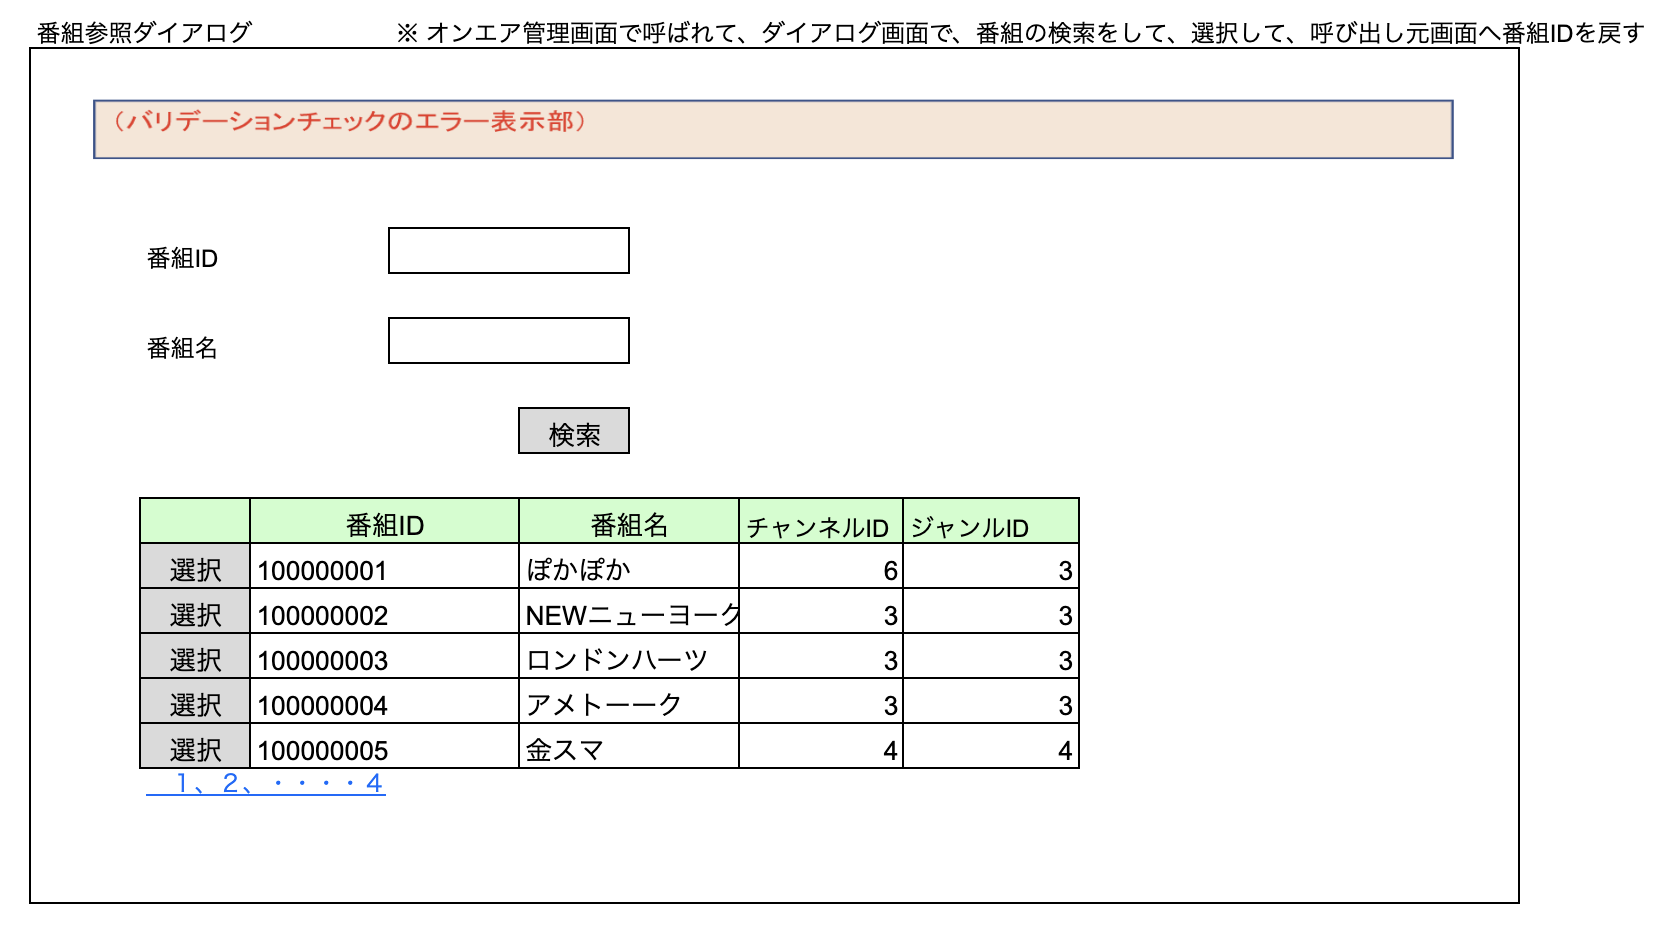 番組参照ダイアログ ※ オンエア管理画面で呼ばれて、ダイアログ画面で、番組の検索をして、選択して、呼び出し元画面へ番組IDを戻す
（バリデーションチェックのエラー表示部）
番組ID
番組名
検索
番組ID 番組名 チャンネルID ジャンルID
選択 100000001 ぽかぽか 6 3
選択 100000002 NEWニューヨーク 3 3
選択 100000003 ロンドンハーツ 3 3
選択 100000004 アメトーーク 3 3
選択 100000005 金スマ 4 4
１、２、・・・・４